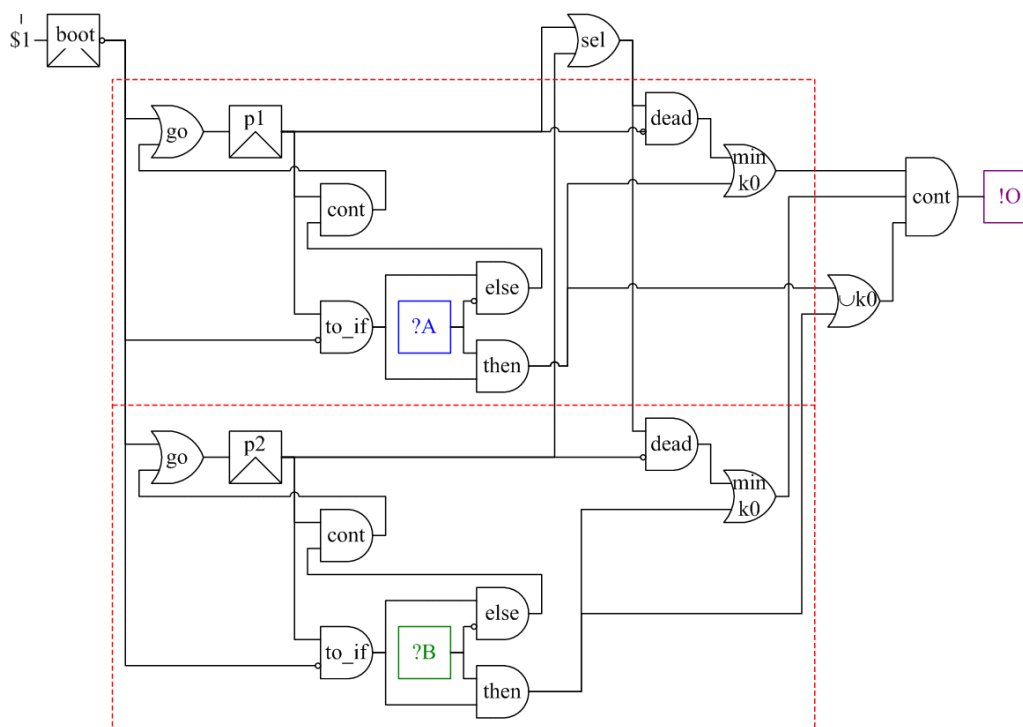 $1
boot
sel
go
p1
dead
min
k0
cont
cont
!O
else
to_if
?A
∪k0
then
go
p2
dead
min
k0
cont
else
to_if
?B
then